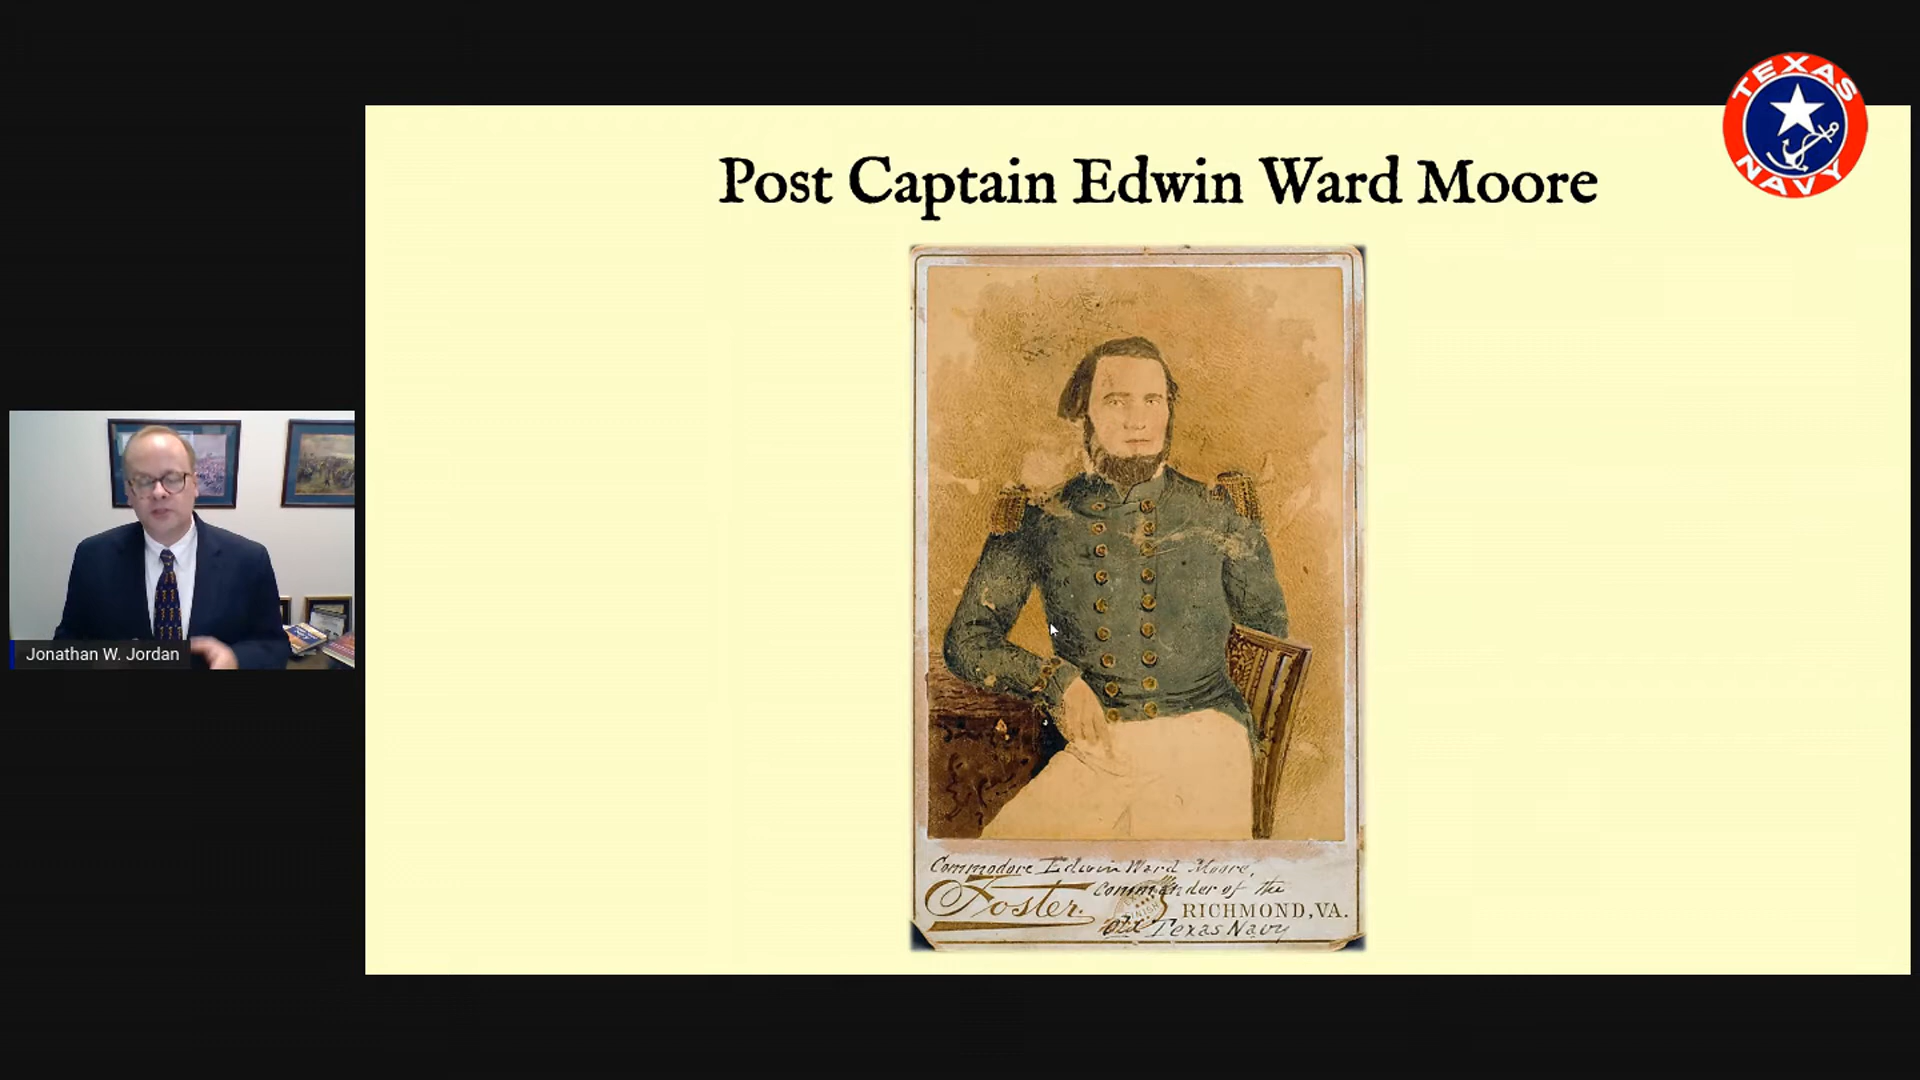 TEXAS
NAVY
Post Captain Edwin Ward Moore
Jonathan W. Jordan
Commodore Edwin Ward Moore,
Commander of the
Foster.
RICHMOND, VA.
Old Texas Navy